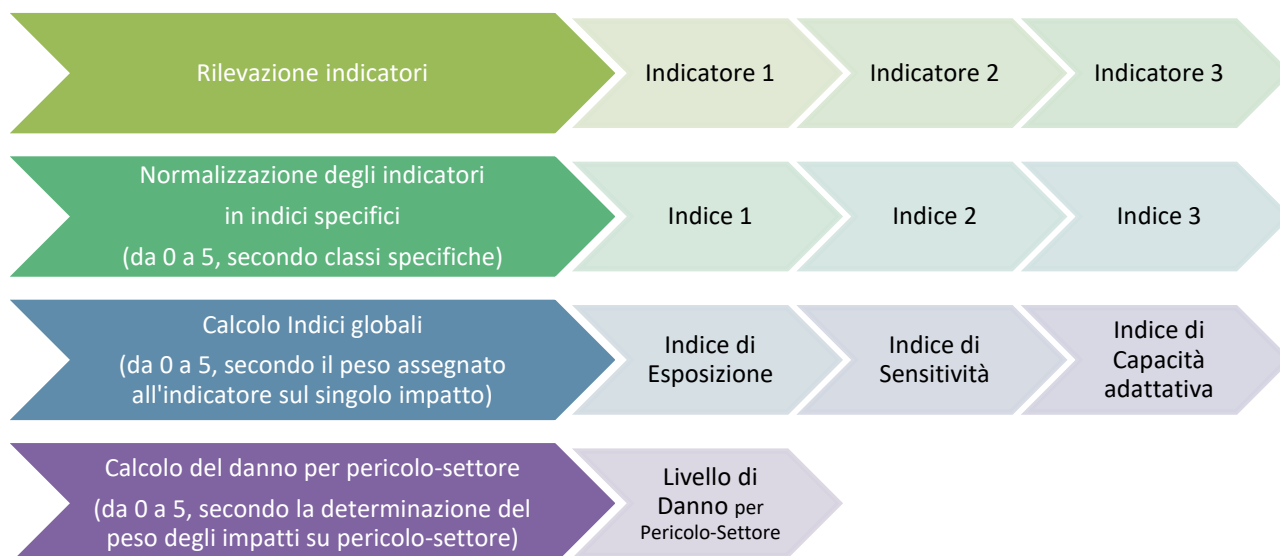 Rilevazione indicatori
Indicatore 1
Indicatore 2
Indicatore 3
Normalizzazione degli indicatori
in indici specifici
(da 0 a 5, secondo classi specifiche)
Indice 1
Indice 2
Indice 3
Calcolo Indici globali
(da 0 a 5, secondo il peso assegnato
all'indicatore sul singolo impatto)
Indice di
Esposizione
Indice di
Sensitività
Indice di
Capacità
adattativa
Calcolo del danno per pericolo-settore
(da 0 a 5, secondo la determinazione del
peso degli impatti su pericolo-settore)
Livello di
Danno per
Pericolo-Settore